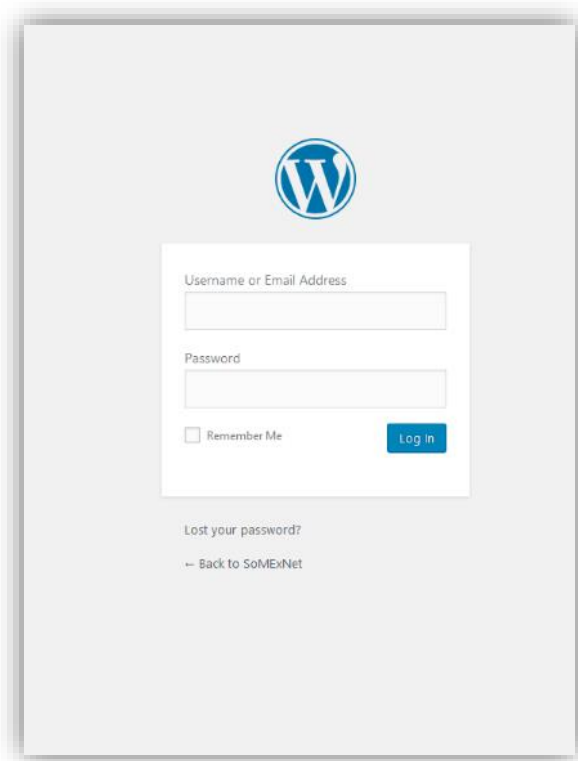 Username or Email Address
Password
Remember Me
Log In
Lost your password?
← Back to SoMExNet